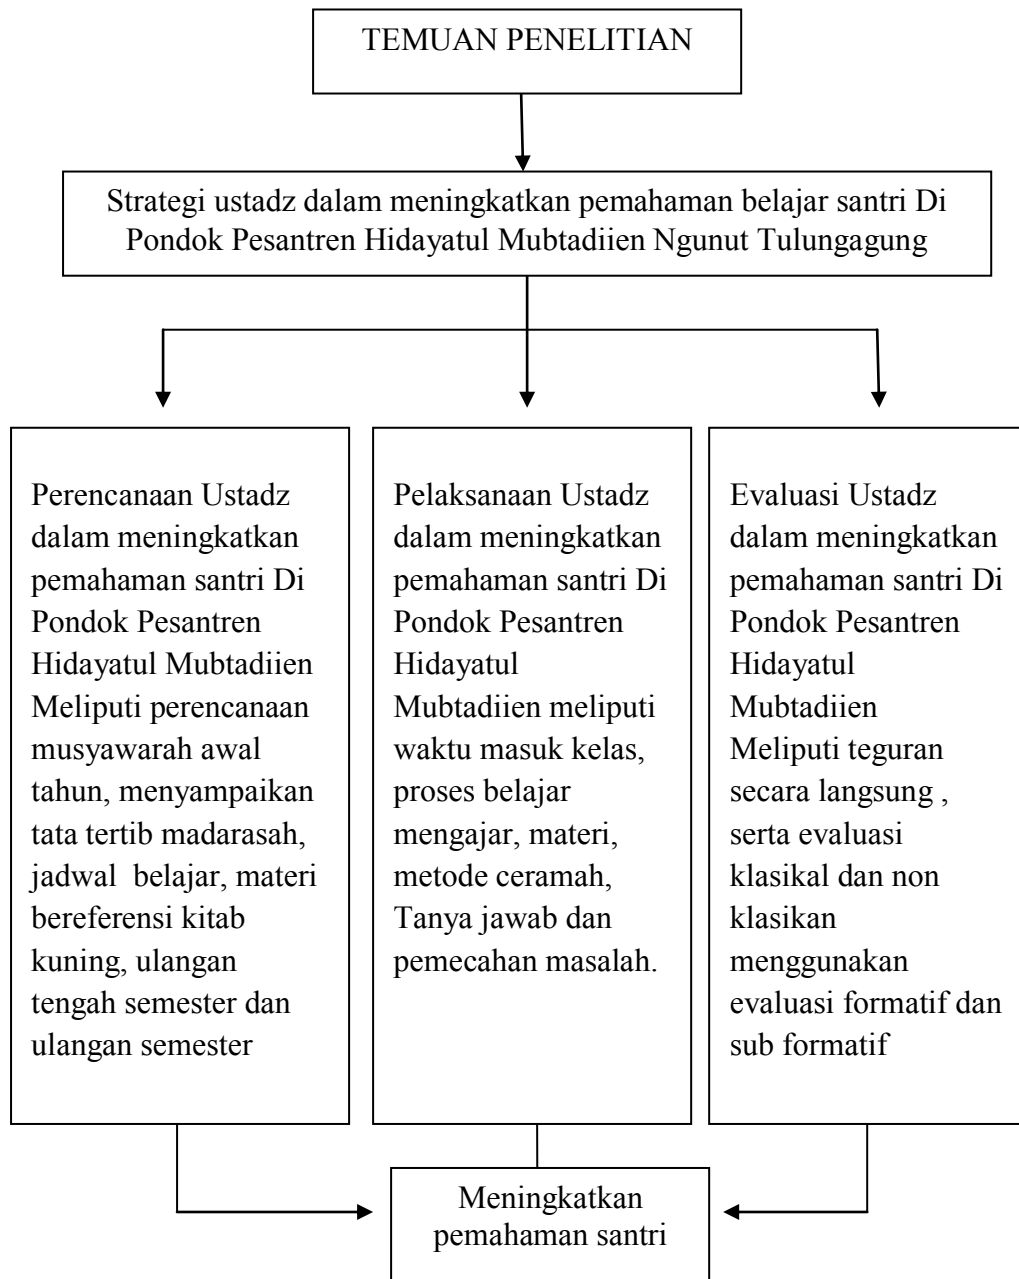 TEMUAN PENELITIAN
Strategi ustadz dalam meningkatkan pemahaman belajar santri Di
Pondok Pesantren Hidayatul Mubtadiien Ngunut Tulungagung
Perencanaan Ustadz
dalam meningkatkan
pemahaman santri Di
Pondok Pesantren
Hidayatul Mubtadiien
Meliputi perencanaan
musyawarah awal
tahun, menyampaikan
tata tertib madarasah,
jadwal belajar, materi
bereferensi kitab
kuning, ulangan
tengah semester dan
ulangan semester
Pelaksanaan Ustadz
dalam meningkatkan
pemahaman santri Di
Pondok Pesantren
Hidayatul
Mubtadiien meliputi
waktu masuk kelas,
proses belajar
mengajar, materi,
metode ceramah,
Tanya jawab dan
pemecahan masalah.
Evaluasi Ustadz
dalam meningkatkan
pemahaman santri Di
Pondok Pesantren
Hidayatul
Mubtadiien
Meliputi teguran
secara langsung ,
serta evaluasi
klasikal dan non
klasikan
menggunakan
evaluasi formatif dan
sub formatif
Meningkatkan
pemahaman santri